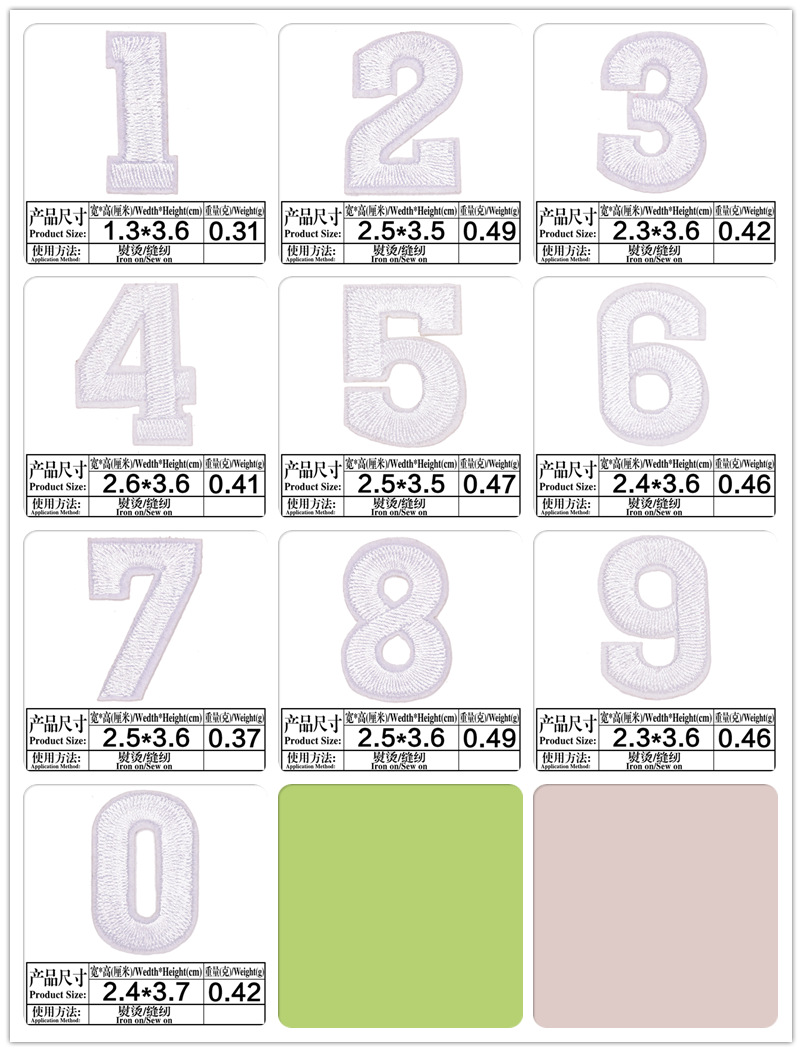 1
产品尺寸 宽*高(厘米)/Wedth*Height(cm) 重量(克)/Weight(g)
Product Size: 1.3*3.6 0.31
使用方法: 熨烫/缝纫
Application Method: Iron on/Sew on
2
产品尺寸 宽*高(厘米)/Wedth*Height(cm) 重量(克)/Weight(g)
Product Size: 2.5*3.5 0.49
使用方法: 熨烫/缝纫
Application Method: Iron on/Sew on
3
产品尺寸 宽*高(厘米)/Wedth*Height(cm) 重量(克)/Weight(g)
Product Size: 2.3*3.6 0.42
使用方法: 熨烫/缝纫
Application Method: Iron on/Sew on
4
产品尺寸 宽*高(厘米)/Wedth*Height(cm) 重量(克)/Weight(g)
Product Size: 2.6*3.6 0.41
使用方法: 熨烫/缝纫
Application Method: Iron on/Sew on
5
产品尺寸 宽*高(厘米)/Wedth*Height(cm) 重量(克)/Weight(g)
Product Size: 2.5*3.5 0.47
使用方法: 熨烫/缝纫
Application Method: Iron on/Sew on
6
产品尺寸 宽*高(厘米)/Wedth*Height(cm) 重量(克)/Weight(g)
Product Size: 2.4*3.6 0.46
使用方法: 熨烫/缝纫
Application Method: Iron on/Sew on
7
产品尺寸 宽*高(厘米)/Wedth*Height(cm) 重量(克)/Weight(g)
Product Size: 2.5*3.6 0.37
使用方法: 熨烫/缝纫
Application Method: Iron on/Sew on
8
产品尺寸 宽*高(厘米)/Wedth*Height(cm) 重量(克)/Weight(g)
Product Size: 2.5*3.6 0.49
使用方法: 熨烫/缝纫
Application Method: Iron on/Sew on
9
产品尺寸 宽*高(厘米)/Wedth*Height(cm) 重量(克)/Weight(g)
Product Size: 2.3*3.6 0.46
使用方法: 熨烫/缝纫
Application Method: Iron on/Sew on
0
产品尺寸 宽*高(厘米)/Wedth*Height(cm) 重量(克)/Weight(g)
Product Size: 2.4*3.7 0.42
使用方法: 熨烫/缝纫
Application Method: Iron on/Sew on